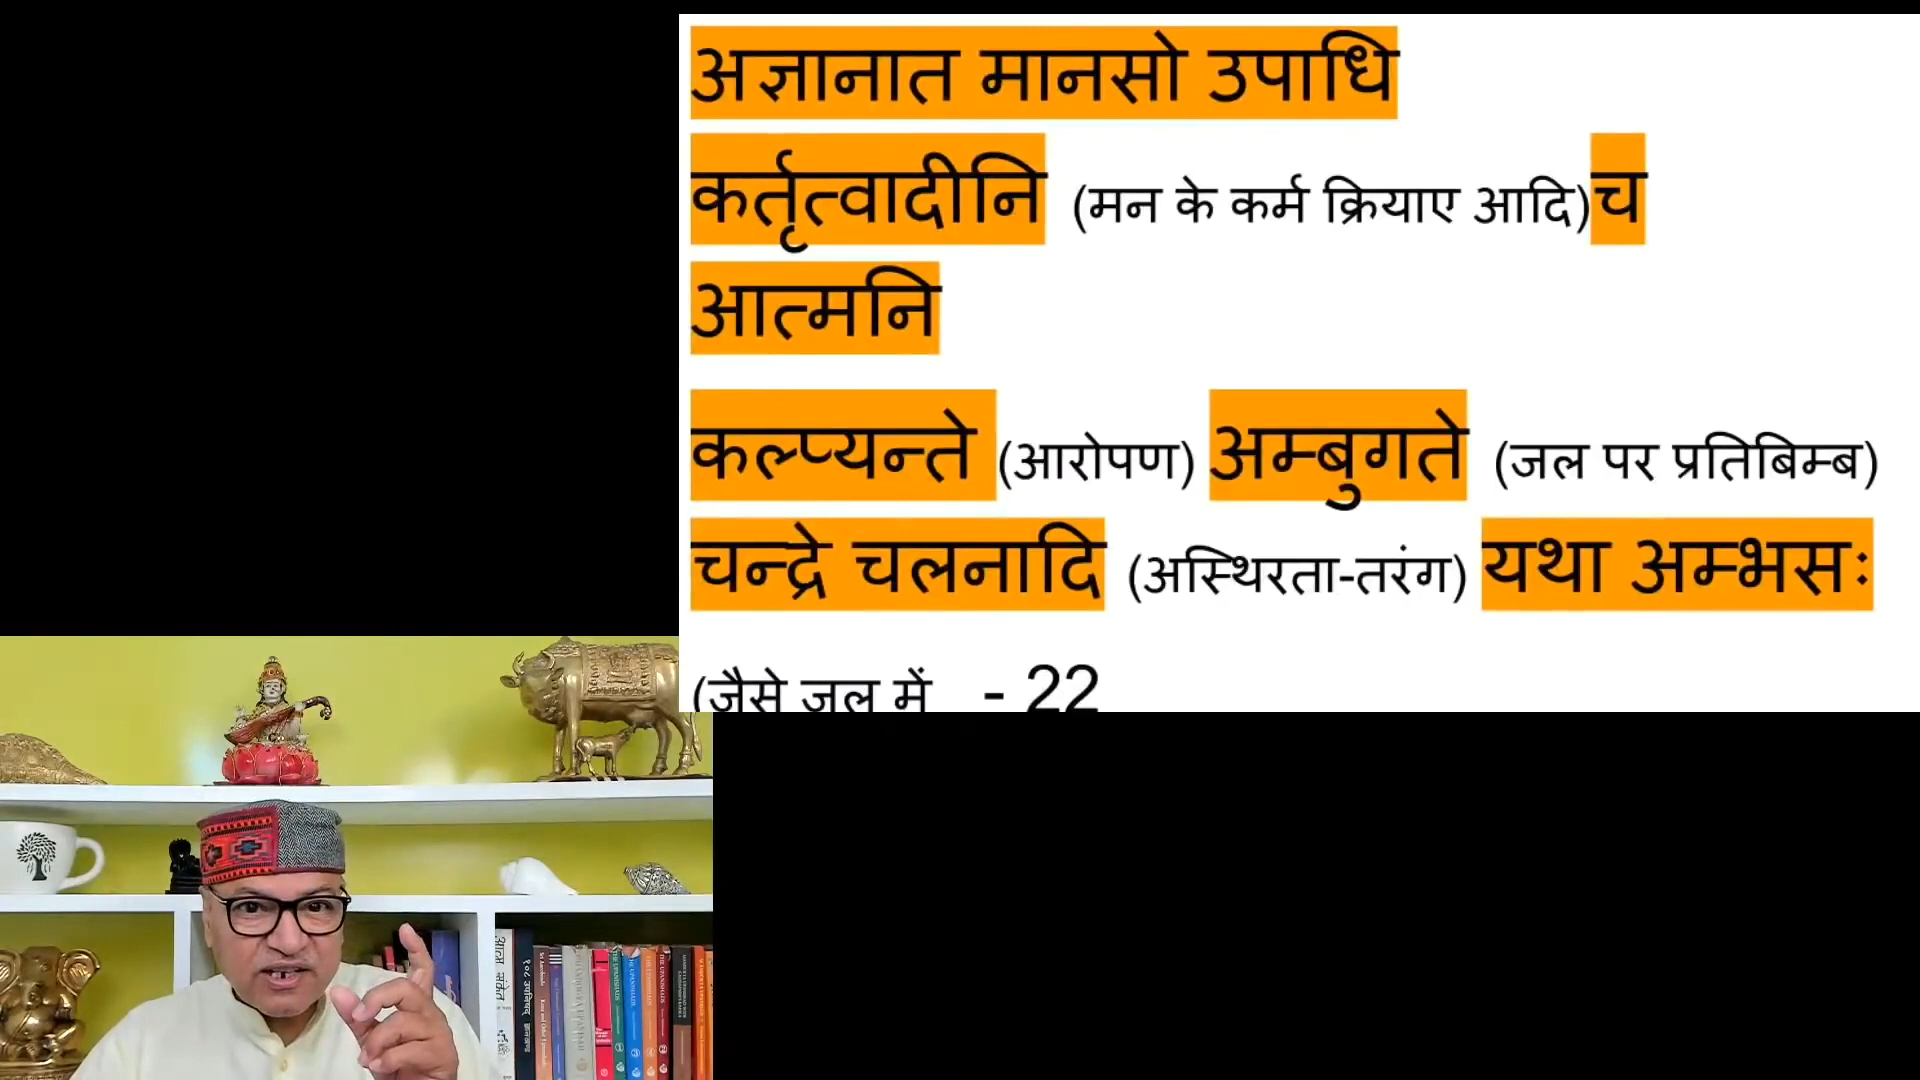 अज्ञानात मानसो उपाधि
कर्तृत्वादीनि (मन के कर्म क्रियाए आदि)च
आत्मनि
कल्प्यन्ते (आरोपण) अम्बुगते (जल पर प्रतिबिम्ब)
चन्द्रे चलनादि (अस्थिरता-तरंग) यथा अम्भसः
(जैसे जल में - 22